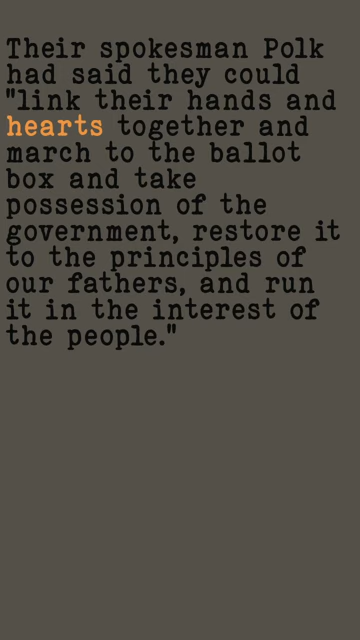 Their spokesman Polk
had said they could
"link their hands and
hearts together and
march to the ballot
box and take
possession of the
government, restore it
to the principles of
our fathers, and run
it in the interest of
the people."